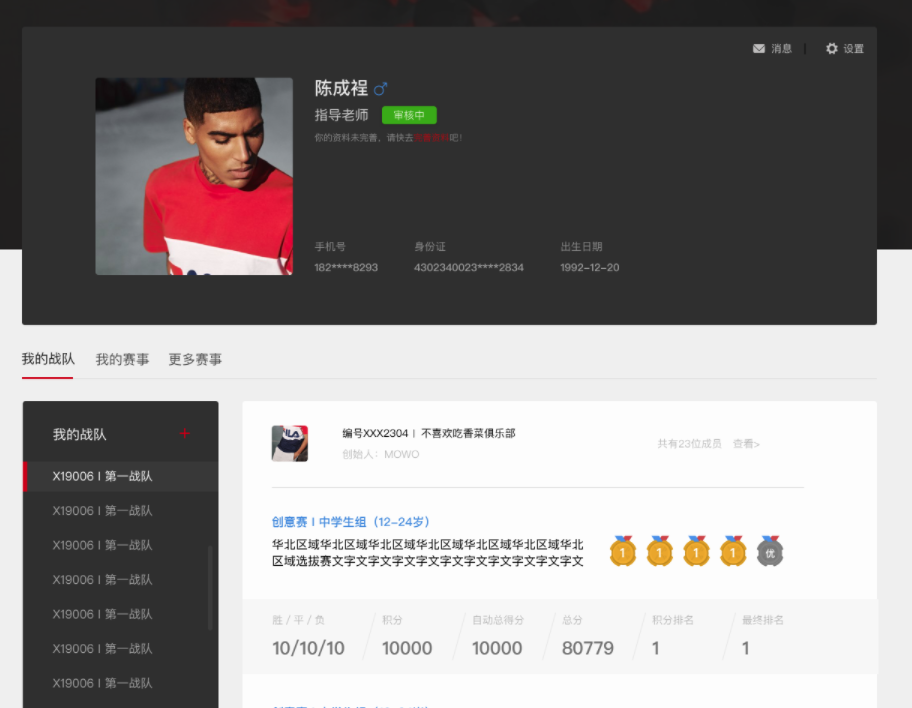 消息 | 设置
陈成程 ♂
指导老师 审核中
你的资料未完善，请快去完善资料吧！
手机号 身份证 出生日期
182****8293 4302340023****2834 1992-12-20
我的战队 我的赛事 更多赛事
我的战队 +
X19006 | 第一战队
X19006 | 第一战队
X19006 | 第一战队
X19006 | 第一战队
X19006 | 第一战队
X19006 | 第一战队
X19006 | 第一战队
FILA
编号XXX2304 | 不喜欢吃香菜俱乐部
创始人：MOWO
共有23位成员 查看>
创意赛 | 中学生组（12-24岁）
华北区域华北区域华北区域华北区域华北区域华北区域华北
区域选拔赛文字文字文字文字文字文字文字文字文字文字文
1 1 1 1 优
胜 / 平 / 负 积分 自动总得分 总分 积分排名 最终排名
10/10/10 10000 10000 80779 1 1